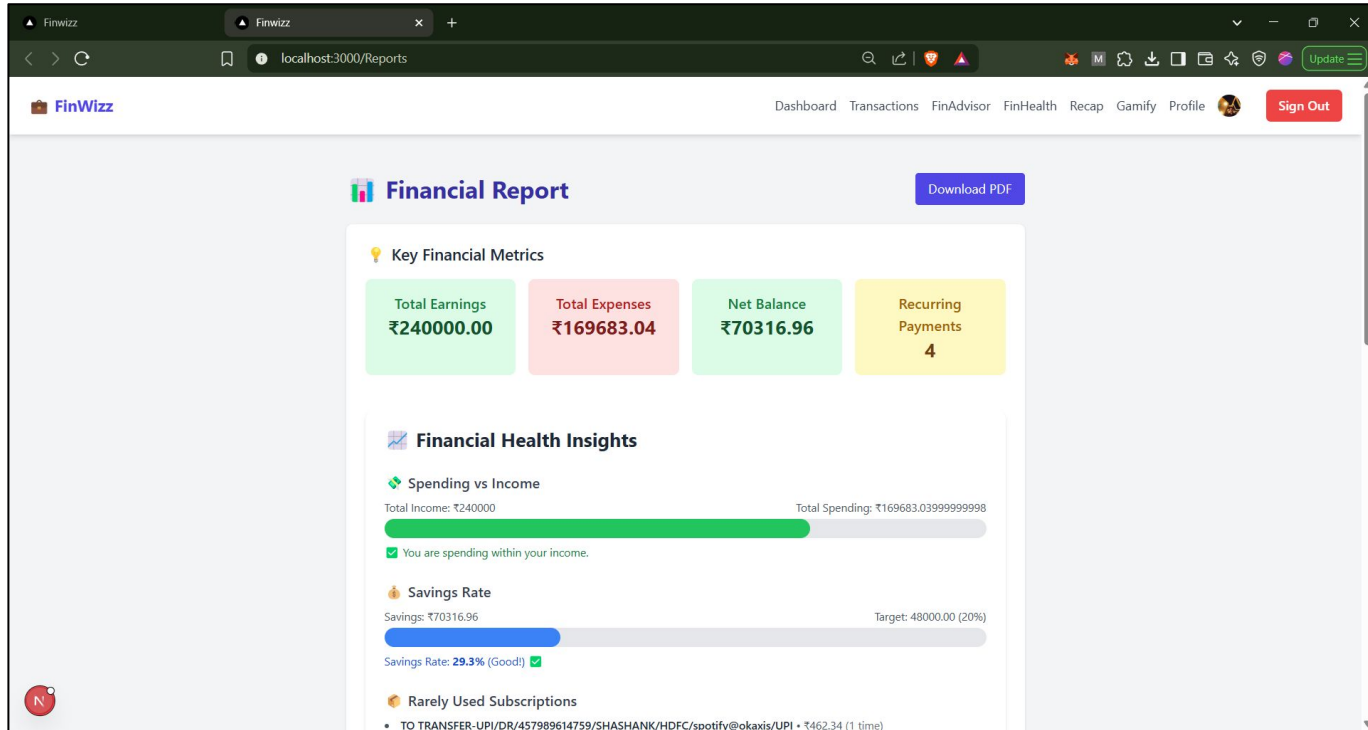 Finwizz
Finwizz
localhost:3000/Reports
M
Update
FinWizz
Dashboard Transactions FinAdvisor FinHealth Recap Gamify Profile
Sign Out
Financial Report
Download PDF
Key Financial Metrics
Total Earnings
₹240000.00
Total Expenses
₹169683.04
Net Balance
₹70316.96
Recurring
Payments
4
Financial Health Insights
Spending vs Income
Total Income: ₹240000
Total Spending: ₹169683.03999999998
You are spending within your income.
Savings Rate
Savings: ₹70316.96
Target: 48000.00 (20%)
Savings Rate: 29.3% (Good!)
Rarely Used Subscriptions
N
• TO TRANSFER-UPI/DR/457989614759/SHASHANK/HDFC/spotify@okaxis/UPI • ₹462.34 (1 time)